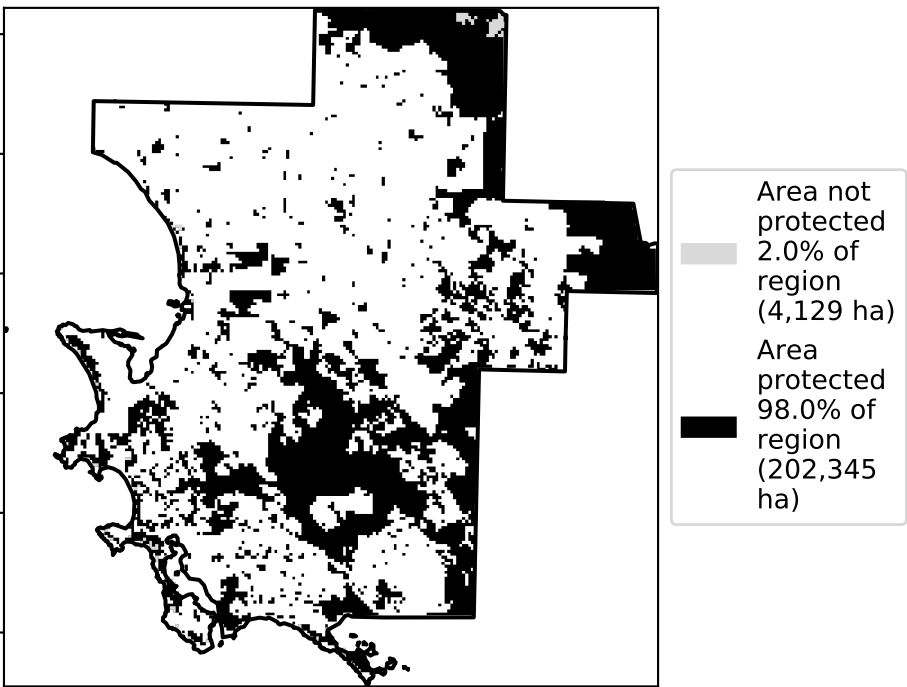 Area not
protected
2.0% of
region
(4,129 ha)
Area
protected
98.0% of
region
(202,345
ha)